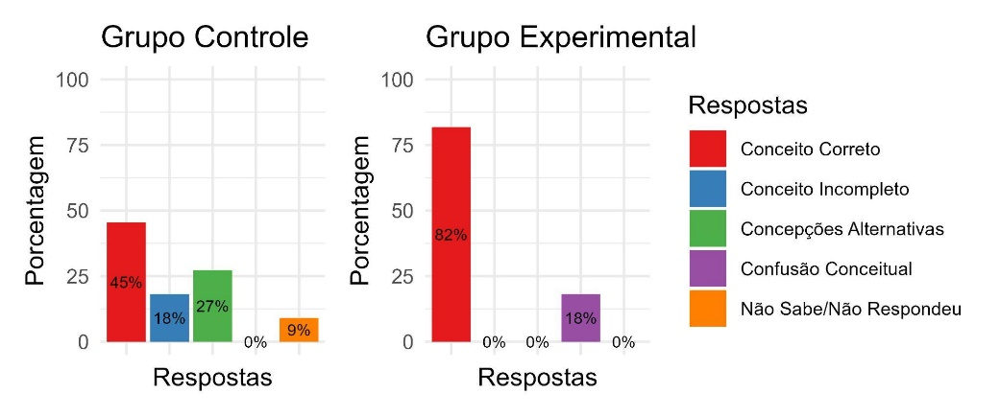 Grupo Controle
Porcentagem
100
75
50
25
0
45%
18%
27%
0%
9%
Respostas
Grupo Experimental
Porcentagem
100
75
50
25
0
82%
0%
0%
18%
0%
Respostas
Respostas
Conceito Correto
Conceito Incompleto
Concepções Alternativas
Confusão Conceitual
Não Sabe/Não Respondeu